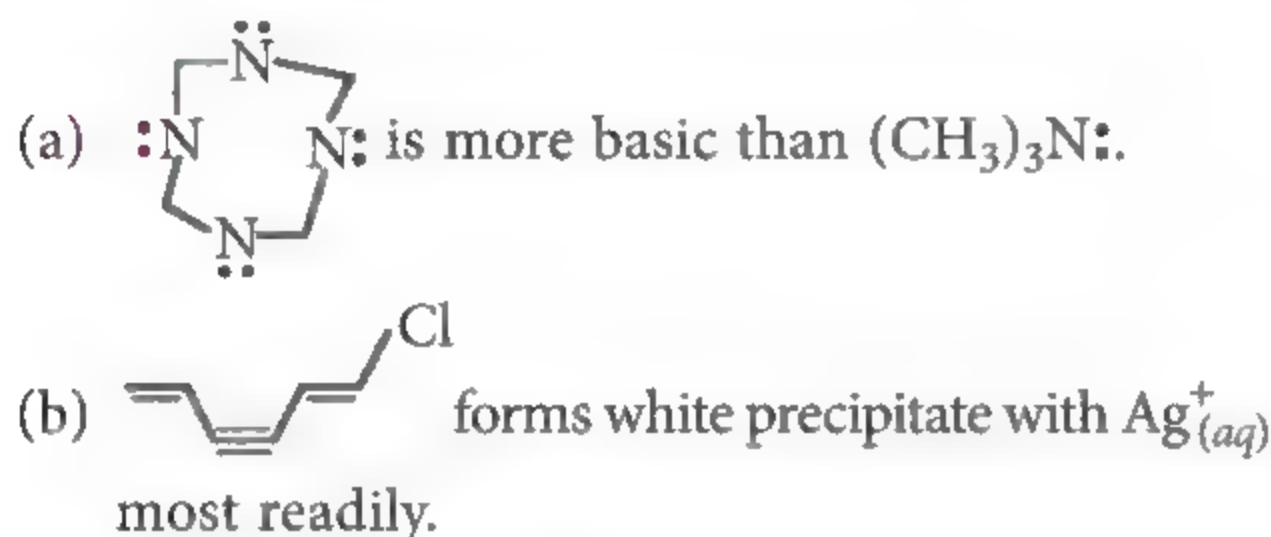 N
(a) :N N: is more basic than (CH₃)₃N:.
N
Cl
(b) forms white precipitate with Ag⁺(aq)
most readily.